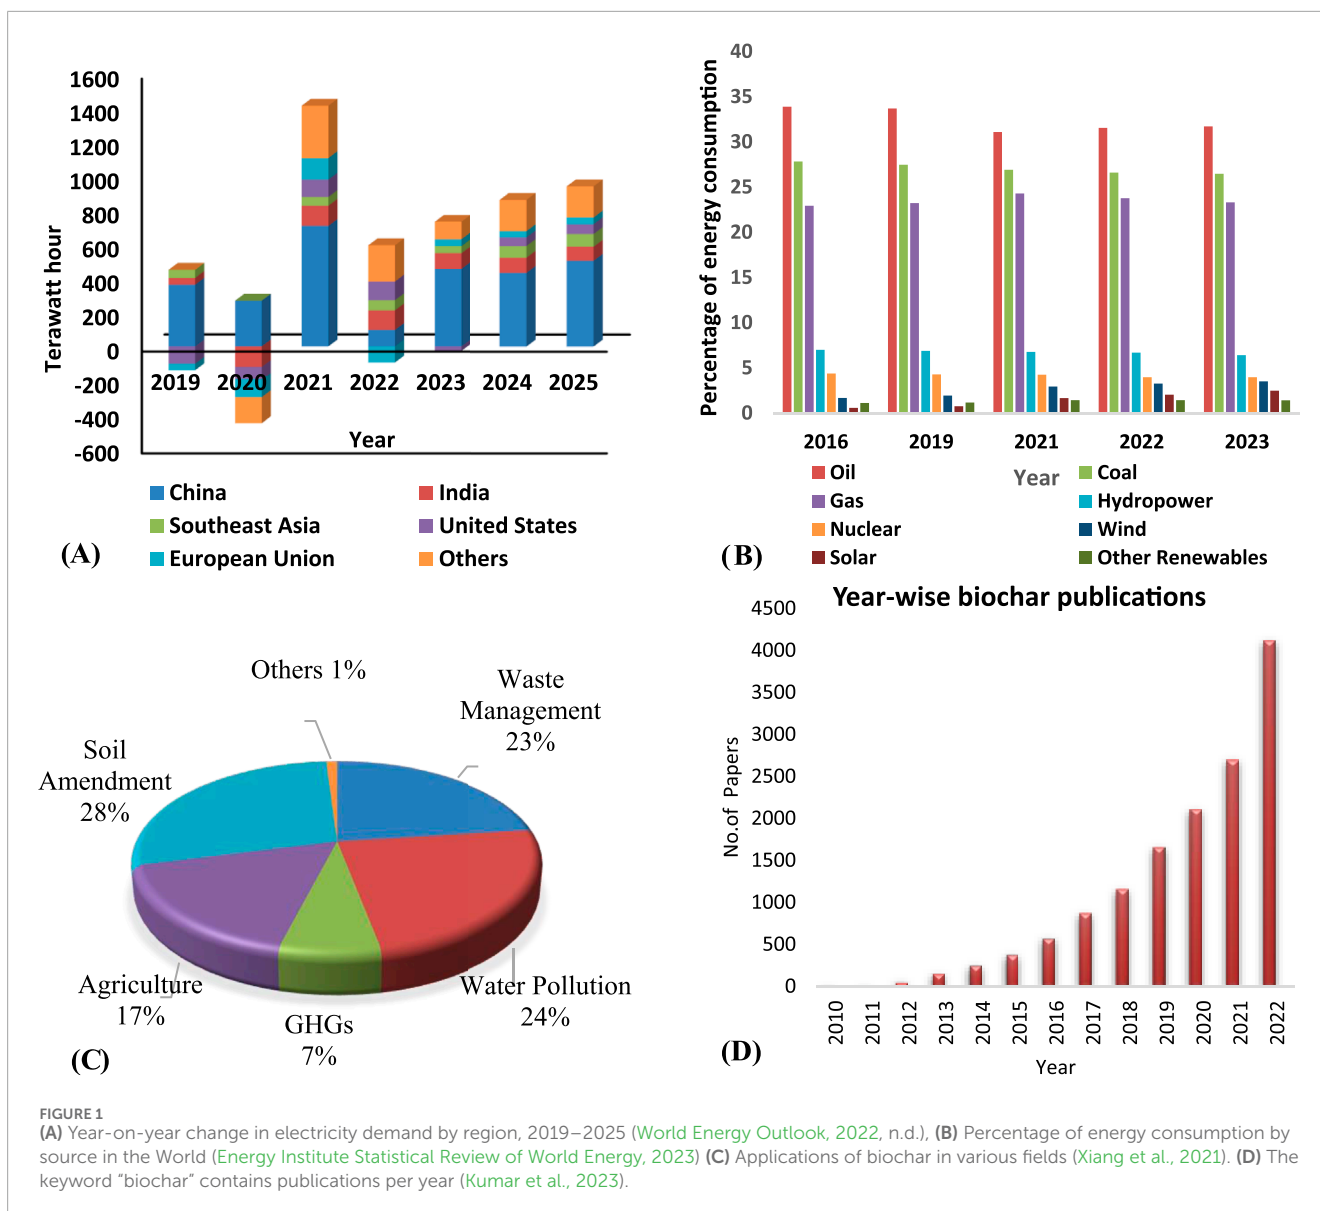 1600
1400
1200
1000
800
600
400
200
0
-200
-400
-600
Terawatt hour
2019 2020 2021 2022 2023 2024 2025
Year
China India
Southeast Asia United States
European Union Others
(A)
40
35
30
25
20
15
10
5
0
Percentage of energy consumption
2016 2019 2021 2022 2023
Year
Oil Coal
Gas Hydropower
Nuclear Wind
Solar Other Renewables
(B)
Others 1%
Waste
Management
23%
Soil
Amendment
28%
Agriculture
17%
GHGs
7%
Water Pollution
24%
(C)
Year-wise biochar publications
4500
4000
3500
3000
2500
2000
1500
1000
500
0
No.of Papers
2010 2011 2012 2013 2014 2015 2016 2017 2018 2019 2020 2021 2022
Year
(D)
FIGURE 1
(A) Year-on-year change in electricity demand by region, 2019–2025 (World Energy Outlook, 2022, n.d.), (B) Percentage of energy consumption by
source in the World (Energy Institute Statistical Review of World Energy, 2023) (C) Applications of biochar in various fields (Xiang et al., 2021). (D) The
keyword “biochar” contains publications per year (Kumar et al., 2023).